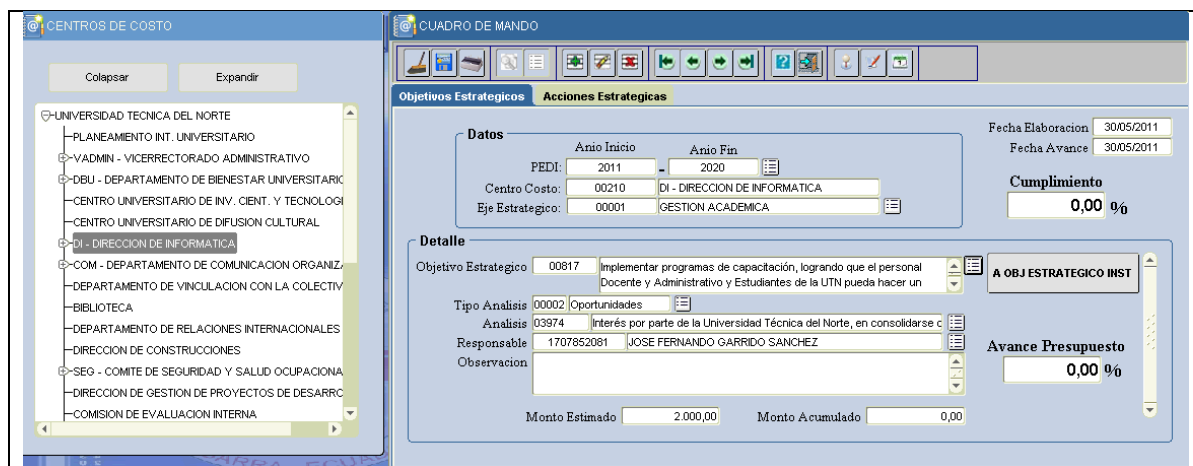 CENTROS DE COSTO
Colapsar Expandir
UNIVERSIDAD TECNICA DEL NORTE
PLANEAMIENTO INT. UNIVERSITARIO
VADMIN - VICERRECTORADO ADMINISTRATIVO
DBU - DEPARTAMENTO DE BIENESTAR UNIVERSITARIC
CENTRO UNIVERSITARIO DE INV. CIENT. Y TECNOLOGI
CENTRO UNIVERSITARIO DE DIFUSION CULTURAL
DI - DIRECCION DE INFORMATICA
COM - DEPARTAMENTO DE COMUNICACION ORGANIZ
DEPARTAMENTO DE VINCULACION CON LA COLECTIV
BIBLIOTECA
DEPARTAMENTO DE RELACIONES INTERNACIONALES
DIRECCION DE CONSTRUCCIONES
SEG - COMITE DE SEGURIDAD Y SALUD OCUPACIONA
DIRECCION DE GESTION DE PROYECTOS DE DESARRC
COMISION DE EVALUACION INTERNA
CUADRO DE MANDO
Objetivos Estrategicos Acciones Estrategicas
Datos
Anio Inicio Anio Fin
PEDI: 2011 - 2020
Centro Costo: 00210 DI - DIRECCION DE INFORMATICA
Eje Estrategico: 00001 GESTION ACADEMICA
Fecha Elaboracion 30/05/2011
Fecha Avance 30/05/2011
Cumplimiento
0,00 %
Detalle
Objetivo Estrategico 00817 Implementar programas de capacitación, logrando que el personal
Docente y Administrativo y Estudiantes de la UTN pueda hacer un
Tipo Analisis 00002 Oportunidades
Analisis 03974 Interés por parte de la Universidad Técnica del Norte, en consolidarse c
Responsable 1707852081 JOSE FERNANDO GARRIDO SANCHEZ
Observacion
Monto Estimado 2.000,00 Monto Acumulado 0,00
A OBJ ESTRATEGICO INST
Avance Presupuesto
0,00 %